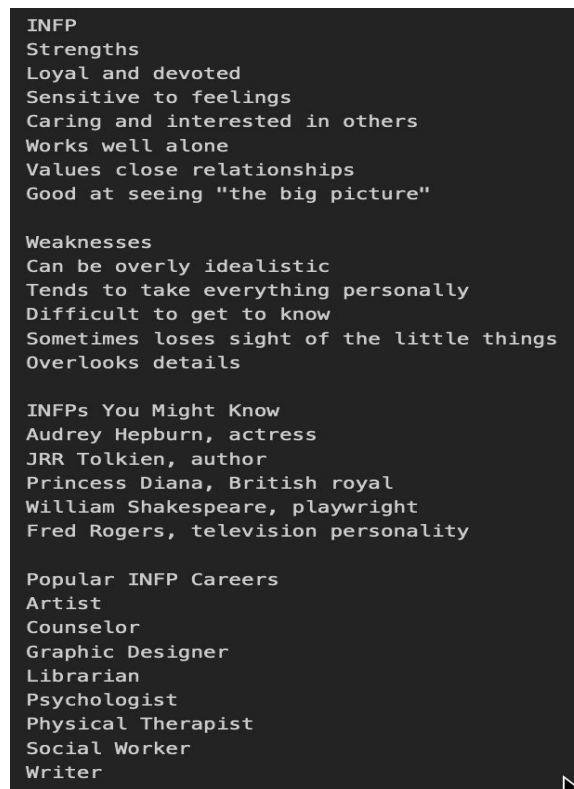 INFP
Strengths
Loyal and devoted
Sensitive to feelings
Caring and interested in others
Works well alone
Values close relationships
Good at seeing "the big picture"
Weaknesses
Can be overly idealistic
Tends to take everything personally
Difficult to get to know
Sometimes loses sight of the little things
Overlooks details
INFPs You Might Know
Audrey Hepburn, actress
JRR Tolkien, author
Princess Diana, British royal
William Shakespeare, playwright
Fred Rogers, television personality
Popular INFP Careers
Artist
Counselor
Graphic Designer
Librarian
Psychologist
Physical Therapist
Social Worker
Writer